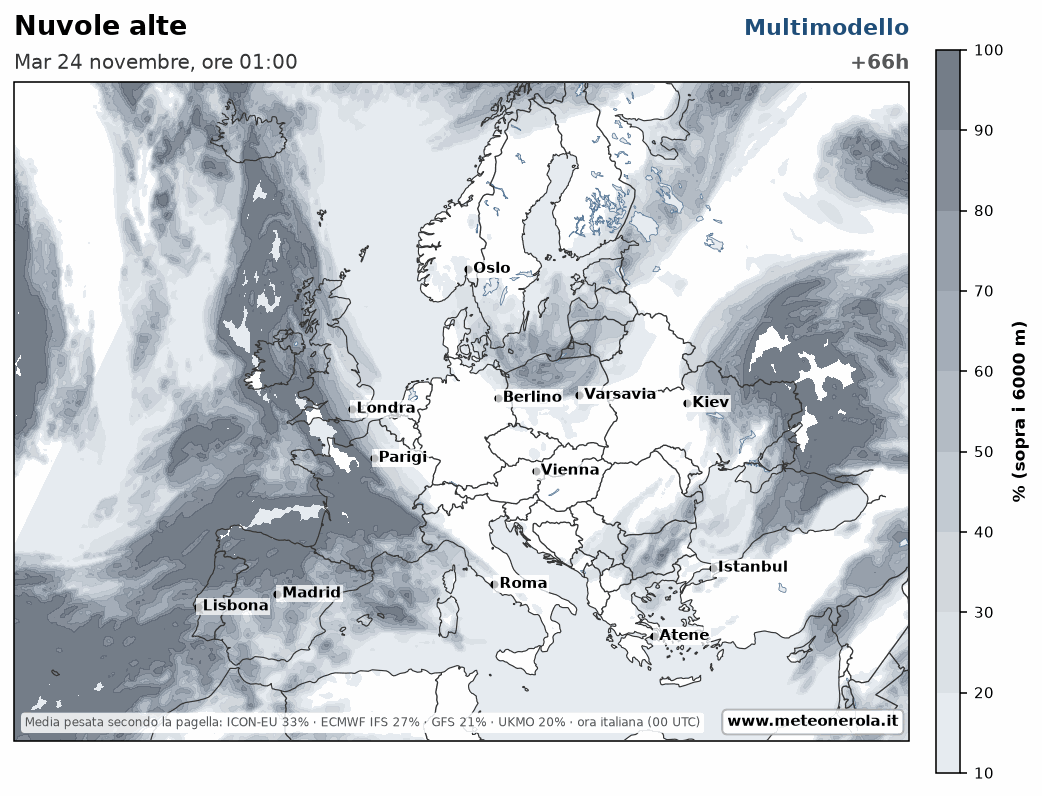 Nuvole alte
Multimodello
Mar 24 novembre, ore 01:00
+66h
Oslo
Berlino
Varsavia
Londra
Kiev
Parigi
Vienna
Istanbul
Roma
Madrid
Lisbona
Atene
Media pesata secondo la pagella: ICON-EU 33% · ECMWF IFS 27% · GFS 21% · UKMO 20% · ora italiana (00 UTC)
www.meteonerola.it
100
90
80
70
60
50
40
30
20
10
% (sopra i 6000 m)